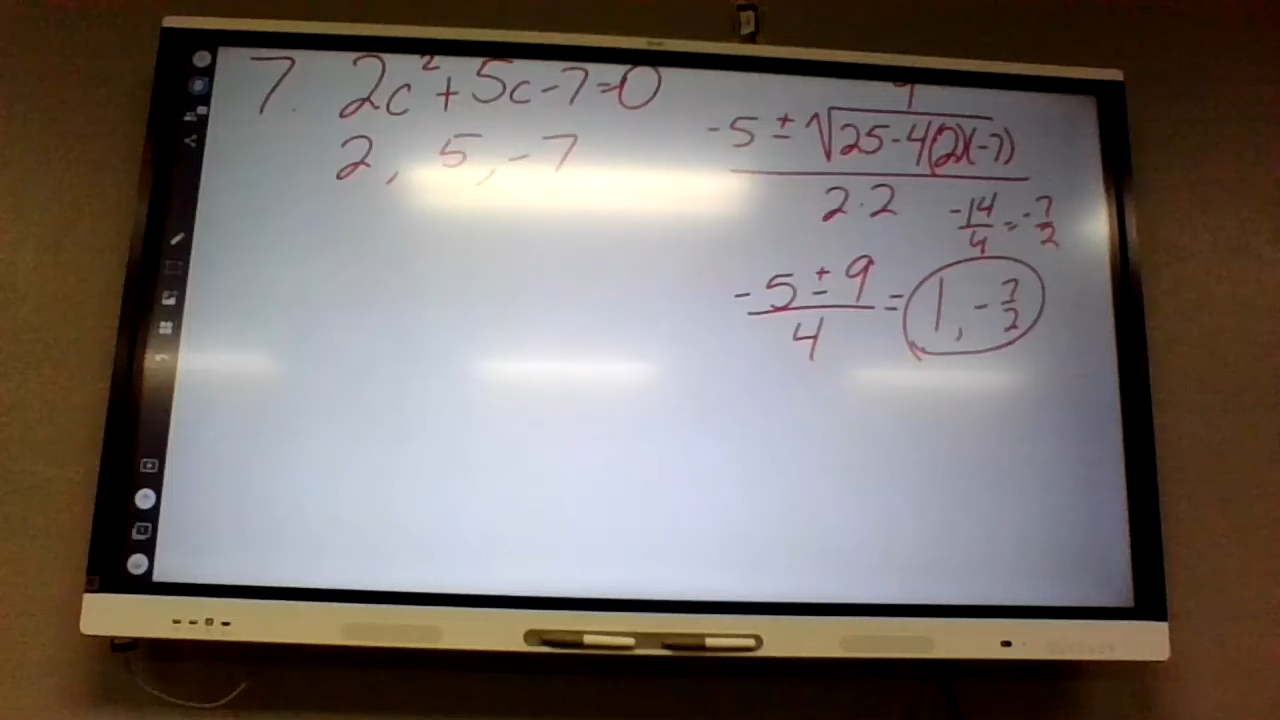 7. 2c² + 5c - 7 = 0
2, 5, -7
9
-5 ± √25 - 4(2)(-7)
2 · 2
-14/4 = -7/2
-5 ± 9/4 = 1, -7/2